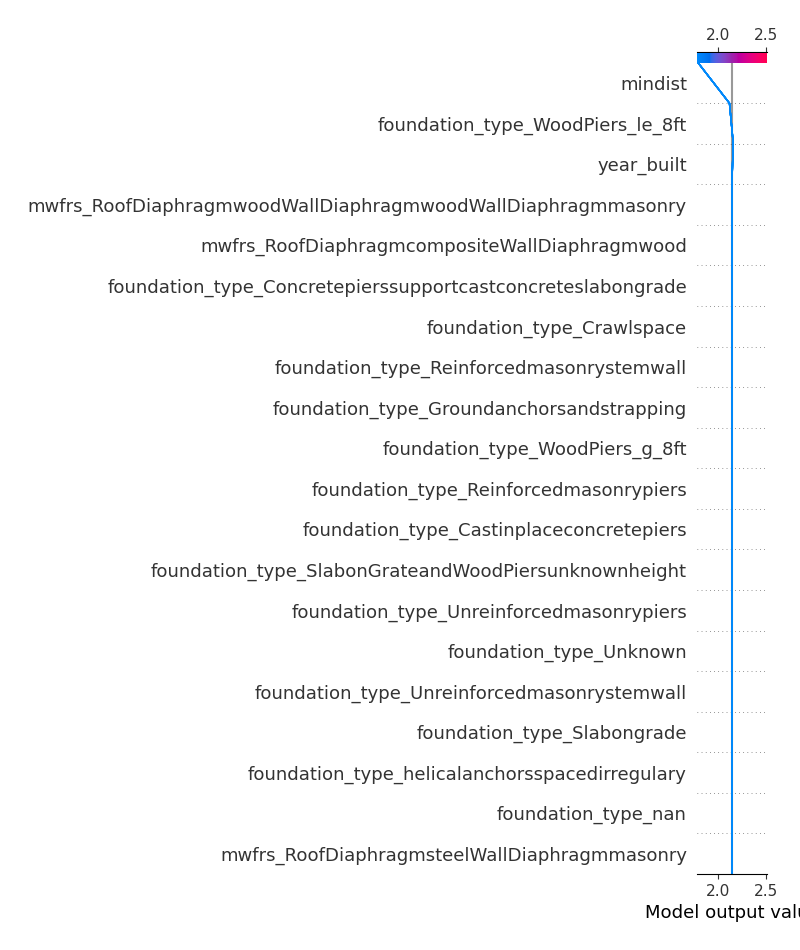 2.0 2.5
mindist
foundation_type_WoodPiers_le_8ft
year_built
mwfrs_RoofDiaphragmwoodWallDiaphragmwoodWallDiaphragmmasonry
mwfrs_RoofDiaphragmcompositeWallDiaphragmwood
foundation_type_Concretepierssupportcastconcreteslabongrade
foundation_type_Crawlspace
foundation_type_Reinforcedmasonrystemwall
foundation_type_Groundanchorsandstrapping
foundation_type_WoodPiers_g_8ft
foundation_type_Reinforcedmasonrypiers
foundation_type_Castinplaceconcretepiers
foundation_type_SlabonGrateandWoodPiersunknownheight
foundation_type_Unreinforcedmasonrypiers
foundation_type_Unknown
foundation_type_Unreinforcedmasonrystemwall
foundation_type_Slabongrade
foundation_type_helicalanchorsspacedirregulary
foundation_type_nan
mwfrs_RoofDiaphragmsteelWallDiaphragmmasonry
2.0 2.5
Model output valu